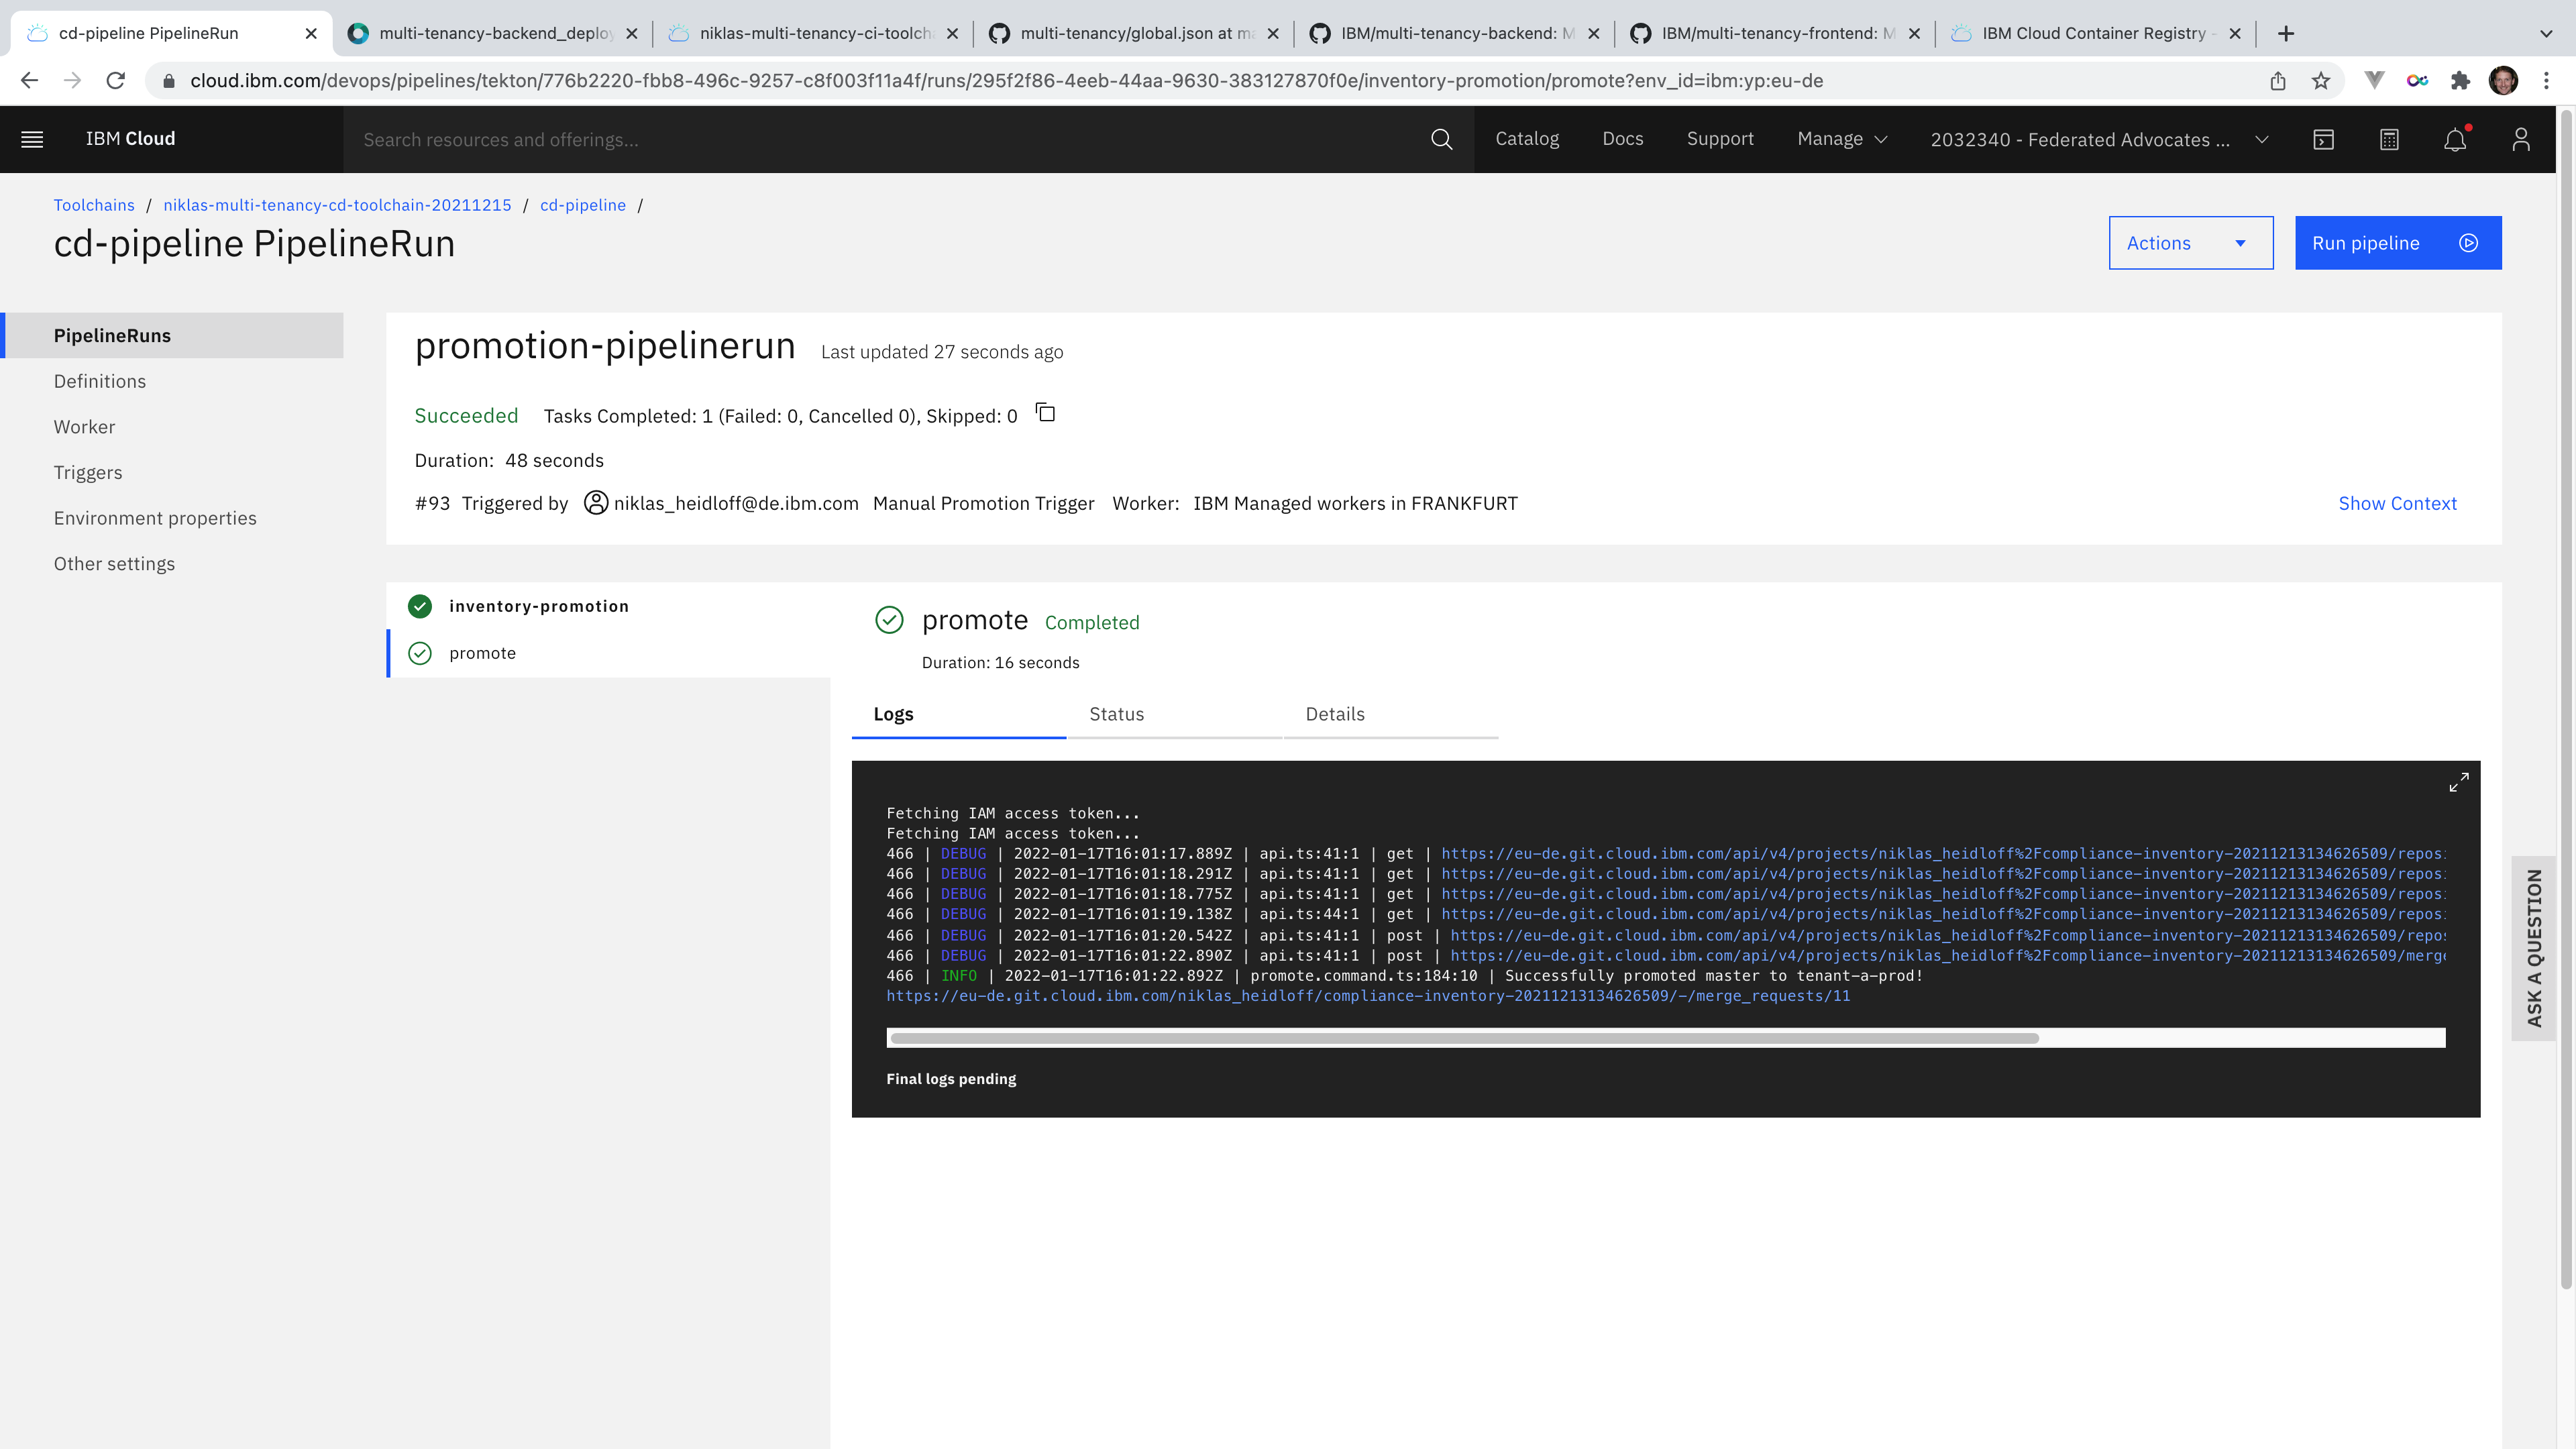 cd-pipeline PipelineRun
multi-tenancy-backend_deploy
niklas-multi-tenancy-ci-toolch
multi-tenancy/global.json at ma
IBM/multi-tenancy-backend: M
IBM/multi-tenancy-frontend: M
IBM Cloud Container Registry -
cloud.ibm.com/devops/pipelines/tekton/776b2220-fbb8-496c-9257-c8f003f11a4f/runs/295f2f86-4eeb-44aa-9630-383127870f0e/inventory-promotion/promote?env_id=ibm:yp:eu-de
IBM Cloud
Search resources and offerings...
Catalog
Docs
Support
Manage
2032340 - Federated Advocates ...
Toolchains / niklas-multi-tenancy-cd-toolchain-20211215 / cd-pipeline /
cd-pipeline PipelineRun
Actions
Run pipeline
PipelineRuns
Definitions
Worker
Triggers
Environment properties
Other settings
promotion-pipelinerun Last updated 27 seconds ago
Succeeded Tasks Completed: 1 (Failed: 0, Cancelled 0), Skipped: 0
Duration: 48 seconds
#93 Triggered by niklas_heidloff@de.ibm.com Manual Promotion Trigger Worker: IBM Managed workers in FRANKFURT
Show Context
inventory-promotion
promote
promote Completed
Duration: 16 seconds
Logs
Status
Details
Fetching IAM access token...
Fetching IAM access token...
466 | DEBUG | 2022-01-17T16:01:17.889Z | api.ts:41:1 | get | https://eu-de.git.cloud.ibm.com/api/v4/projects/niklas_heidloff%2Fcompliance-inventory-20211213134626509/repos
466 | DEBUG | 2022-01-17T16:01:18.291Z | api.ts:41:1 | get | https://eu-de.git.cloud.ibm.com/api/v4/projects/niklas_heidloff%2Fcompliance-inventory-20211213134626509/repos
466 | DEBUG | 2022-01-17T16:01:18.775Z | api.ts:41:1 | get | https://eu-de.git.cloud.ibm.com/api/v4/projects/niklas_heidloff%2Fcompliance-inventory-20211213134626509/repos
466 | DEBUG | 2022-01-17T16:01:19.138Z | api.ts:44:1 | get | https://eu-de.git.cloud.ibm.com/api/v4/projects/niklas_heidloff%2Fcompliance-inventory-20211213134626509/repos
466 | DEBUG | 2022-01-17T16:01:20.542Z | api.ts:41:1 | post | https://eu-de.git.cloud.ibm.com/api/v4/projects/niklas_heidloff%2Fcompliance-inventory-20211213134626509/repos
466 | DEBUG | 2022-01-17T16:01:22.890Z | api.ts:41:1 | post | https://eu-de.git.cloud.ibm.com/api/v4/projects/niklas_heidloff%2Fcompliance-inventory-20211213134626509/merge
466 | INFO | 2022-01-17T16:01:22.892Z | promote.command.ts:184:10 | Successfully promoted master to tenant-a-prod!
https://eu-de.git.cloud.ibm.com/niklas_heidloff/compliance-inventory-20211213134626509/-/merge_requests/11
Final logs pending
ASK A QUESTION